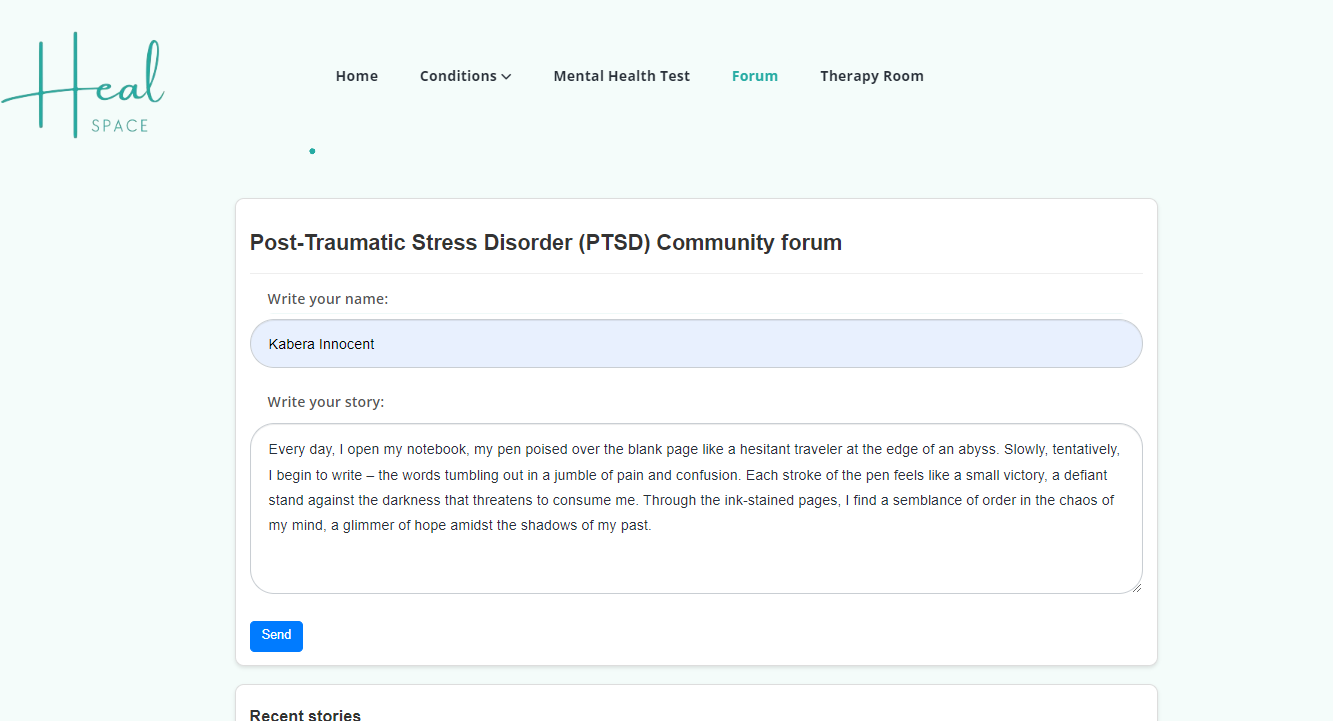 Heal
SPACE
Home Conditions Mental Health Test Forum Therapy Room
Post-Traumatic Stress Disorder (PTSD) Community forum
Write your name:
Kabera Innocent
Write your story:
Every day, I open my notebook, my pen poised over the blank page like a hesitant traveler at the edge of an abyss. Slowly, tentatively,
I begin to write – the words tumbling out in a jumble of pain and confusion. Each stroke of the pen feels like a small victory, a defiant
stand against the darkness that threatens to consume me. Through the ink-stained pages, I find a semblance of order in the chaos of
my mind, a glimmer of hope amidst the shadows of my past.
Send
Recent stories